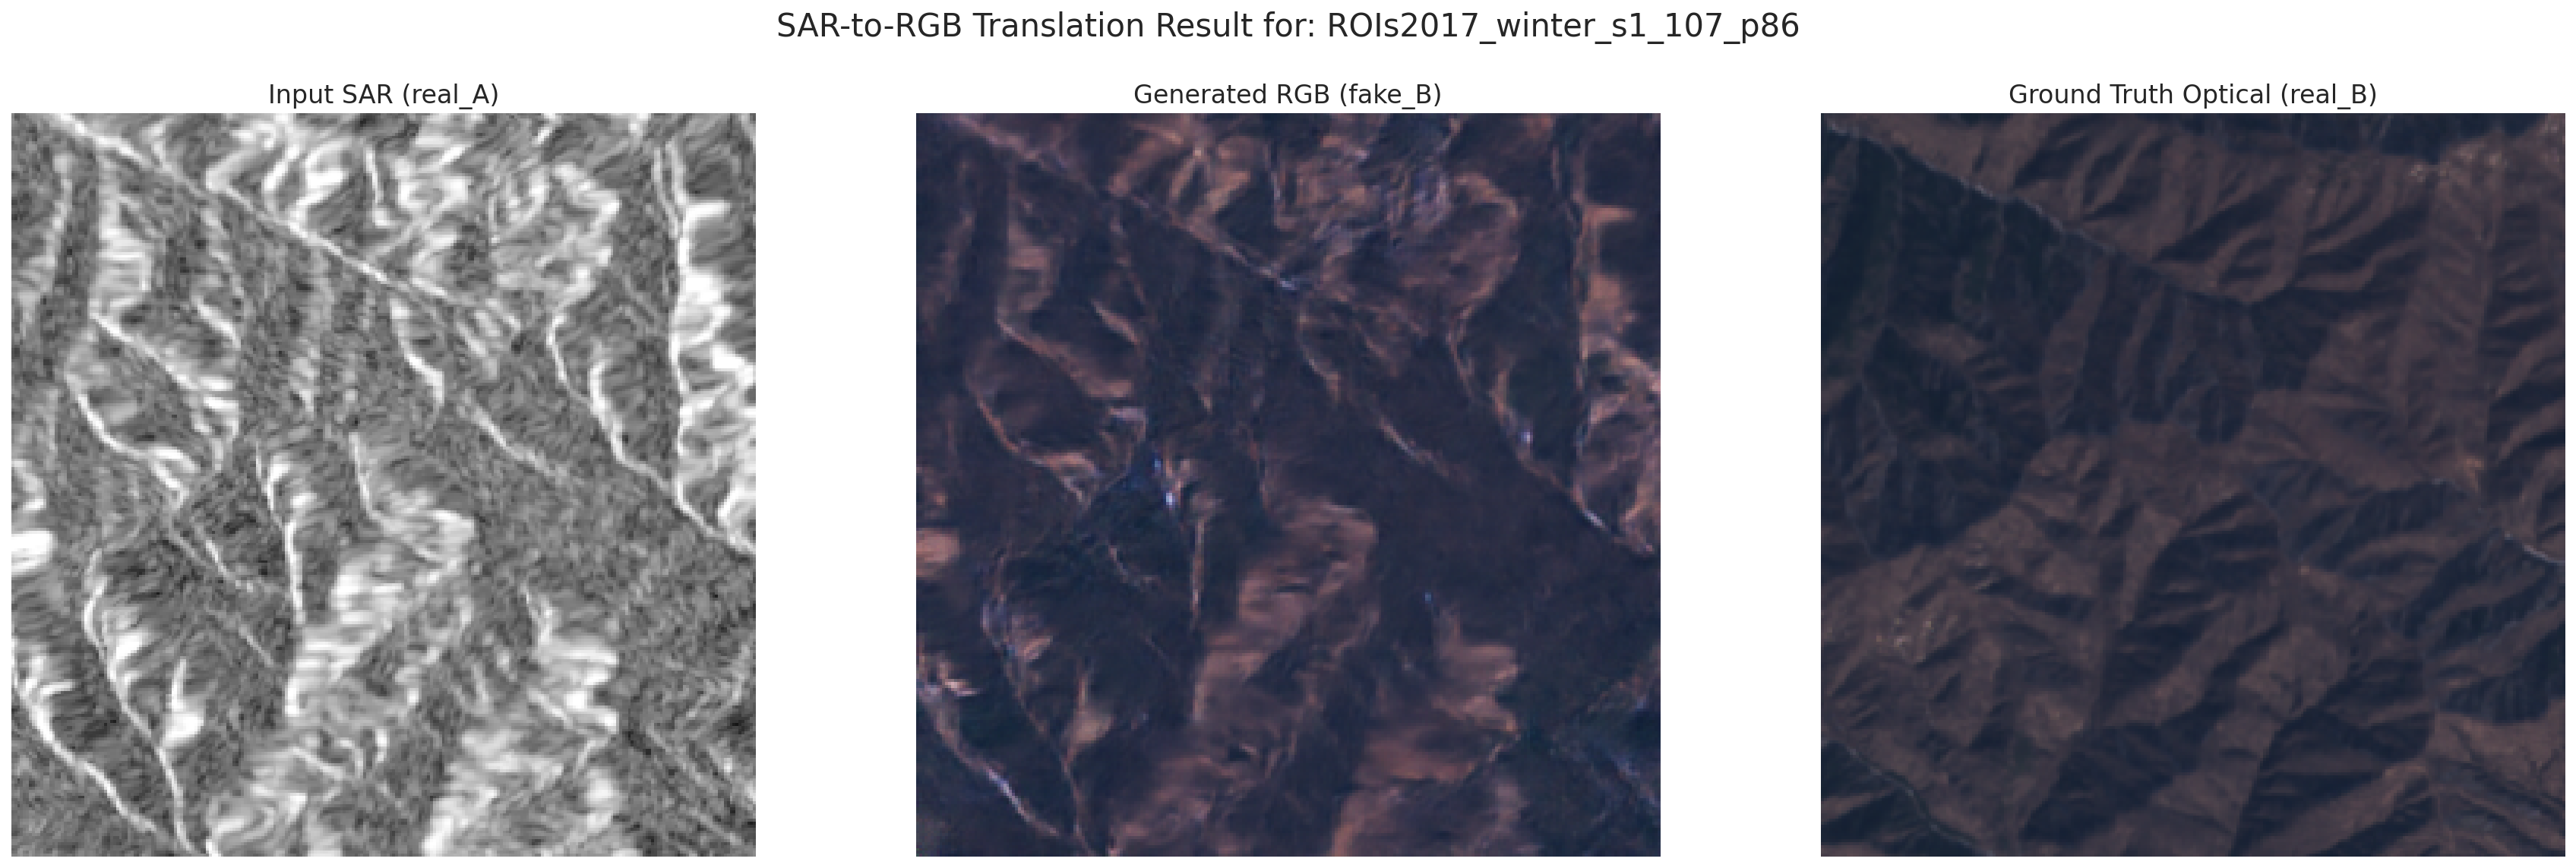 SAR-to-RGB Translation Result for: ROIs2017_winter_s1_107_p86
Input SAR (real_A)
Generated RGB (fake_B)
Ground Truth Optical (real_B)